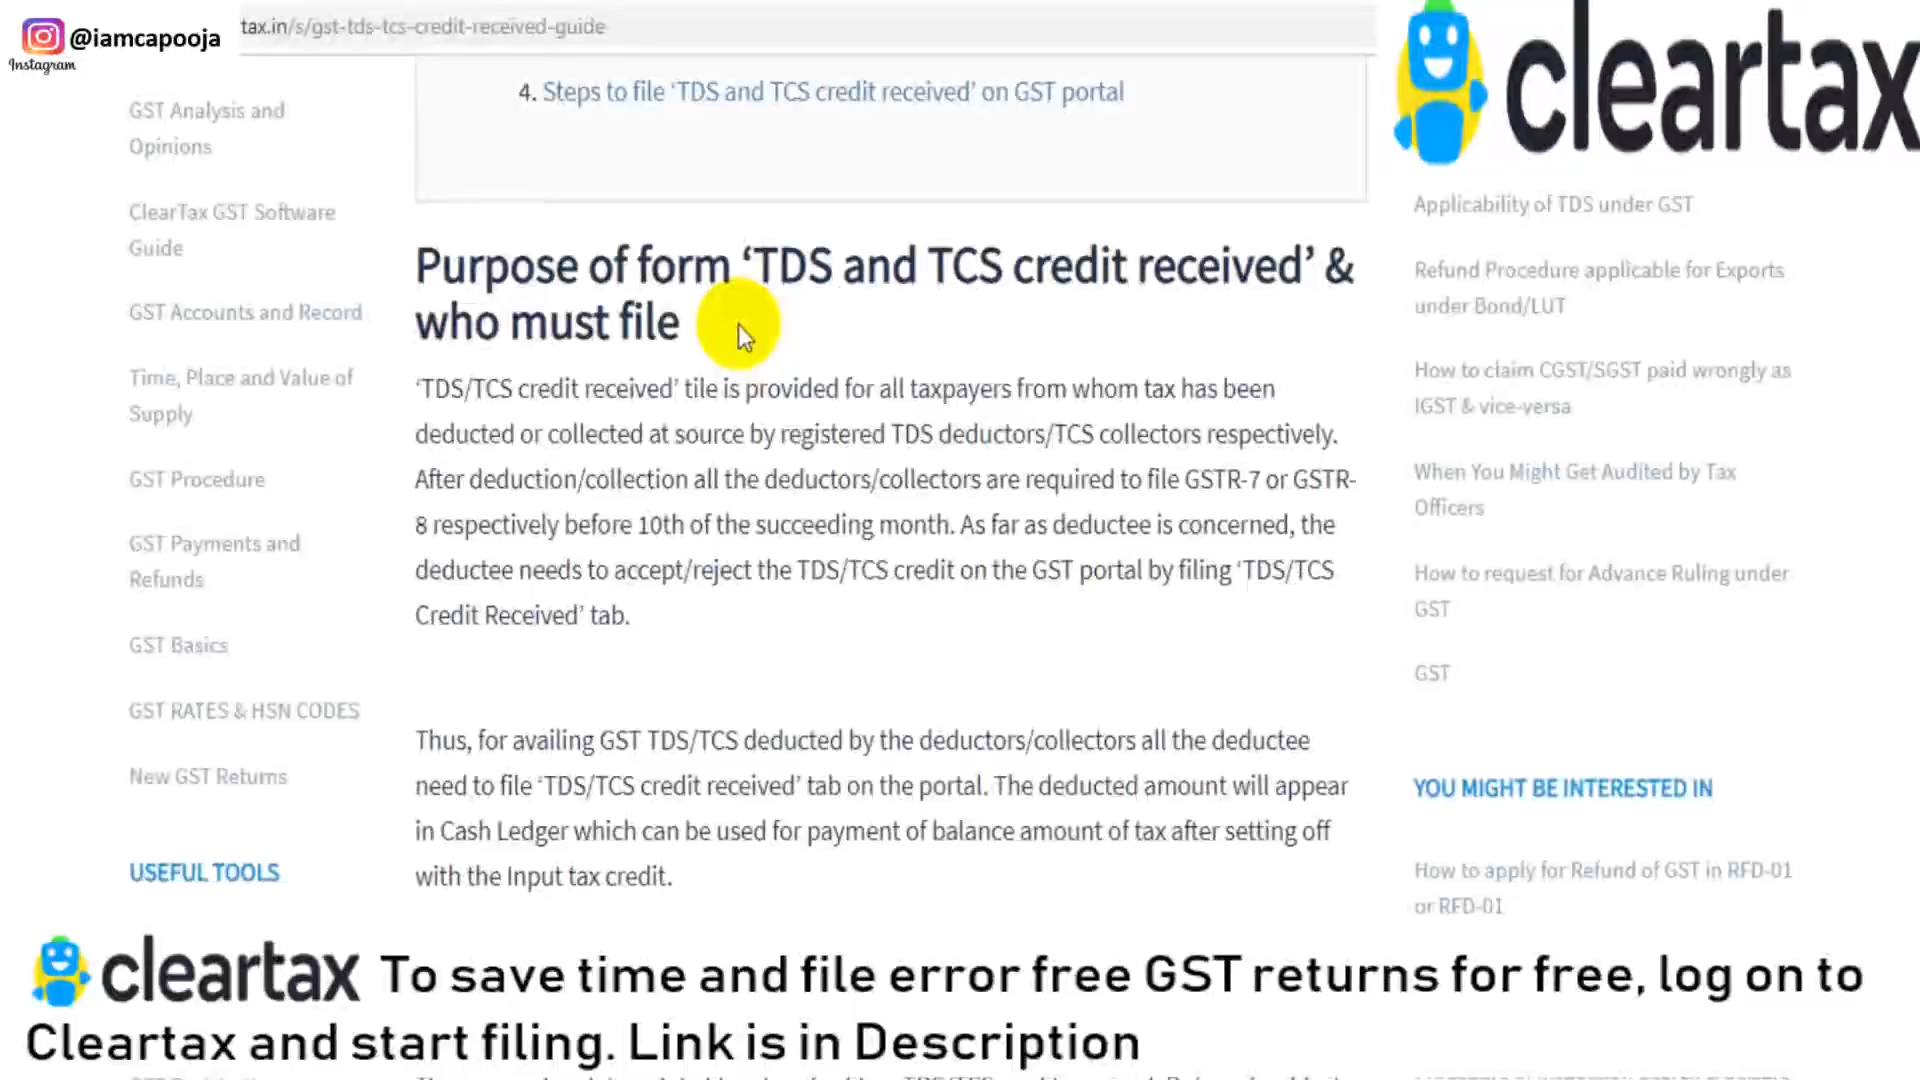 @iamcapooja
Instagram
tax.in/s/gst-tds-tcs-credit-received-guide
cleartax
4. Steps to file ‘TDS and TCS credit received’ on GST portal
GST Analysis and
Opinions
ClearTax GST Software
Guide
GST Accounts and Record
Time, Place and Value of
Supply
GST Procedure
GST Payments and
Refunds
GST Basics
GST RATES & HSN CODES
New GST Returns
USEFUL TOOLS
Purpose of form ‘TDS and TCS credit received’ &
who must file
‘TDS/TCS credit received’ tile is provided for all taxpayers from whom tax has been
deducted or collected at source by registered TDS deductors/TCS collectors respectively.
After deduction/collection all the deductors/collectors are required to file GSTR-7 or GSTR-
8 respectively before 10th of the succeeding month. As far as deductee is concerned, the
deductee needs to accept/reject the TDS/TCS credit on the GST portal by filing ‘TDS/TCS
Credit Received’ tab.
Thus, for availing GST TDS/TCS deducted by the deductors/collectors all the deductee
need to file ‘TDS/TCS credit received’ tab on the portal. The deducted amount will appear
in Cash Ledger which can be used for payment of balance amount of tax after setting off
with the Input tax credit.
Applicability of TDS under GST
Refund Procedure applicable for Exports
under Bond/LUT
How to claim CGST/SGST paid wrongly as
IGST & vice-versa
When You Might Get Audited by Tax
Officers
How to request for Advance Ruling under
GST
GST
YOU MIGHT BE INTERESTED IN
How to apply for Refund of GST in RFD-01
or RFD-01
cleartax To save time and file error free GST returns for free, log on to
Cleartax and start filing. Link is in Description